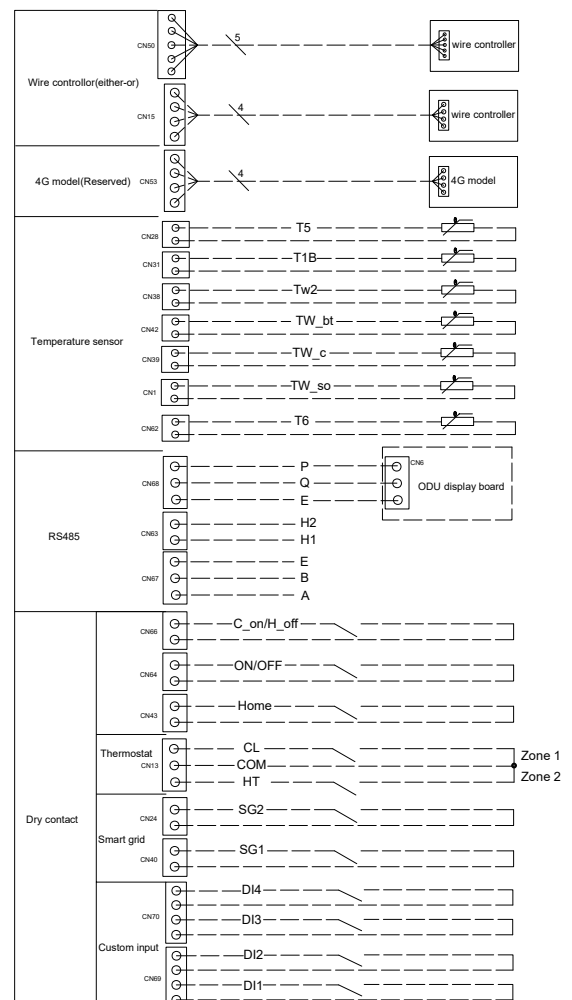 CN50
5
wire controller
Wire controllor(either-or)
CN15
4
wire controller
4G model(Reserved)
CN53
4
4G model
Temperature sensor
CN28
T5
CN31
T1B
CN38
Tw2
CN42
TW_bt
CN39
TW_c
CN1
TW_so
CN62
T6
RS485
CN68
P
Q
E
CN6
ODU display board
CN63
H2
H1
CN67
E
B
A
Dry contact
CN66
C_on/H_off
CN64
ON/OFF
CN43
Home
Thermostat
CN13
CL
COM
HT
Zone 1
Zone 2
Smart grid
CN24
SG2
CN40
SG1
Custom input
CN70
DI4
DI3
CN69
DI2
DI1